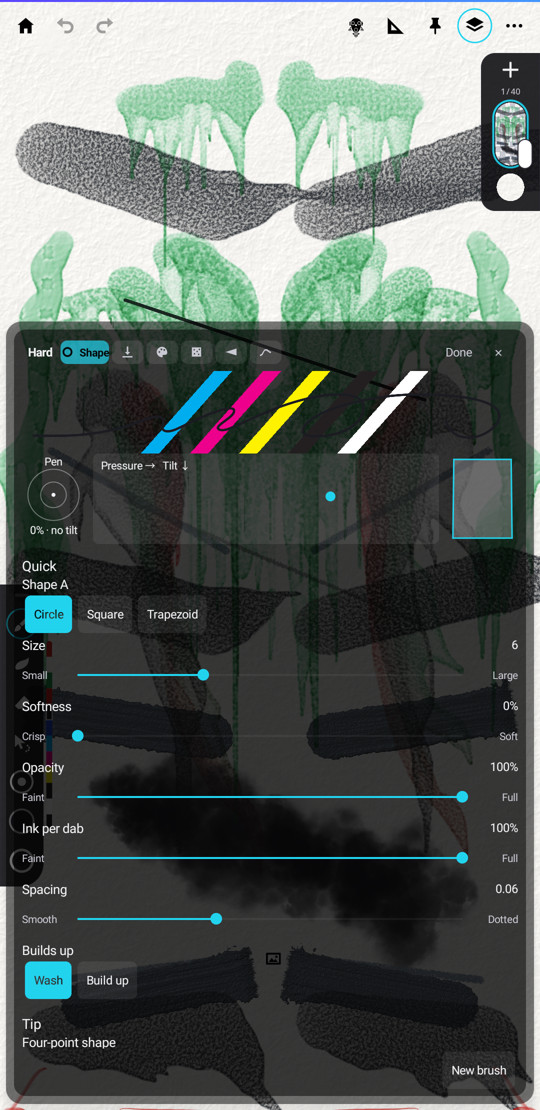 1/40
Hard Shape Done ×
Pen
Pressure→ Tilt↓
0% · no tilt
Quick
Shape A
Circle Square Trapezoid
Size 6
Small Large
Softness 0%
Crisp Soft
Opacity 100%
Faint Full
Ink per dab 100%
Faint Full
Spacing 0.06
Smooth Dotted
Builds up
Wash Build up
Tip
Four-point shape
New brush